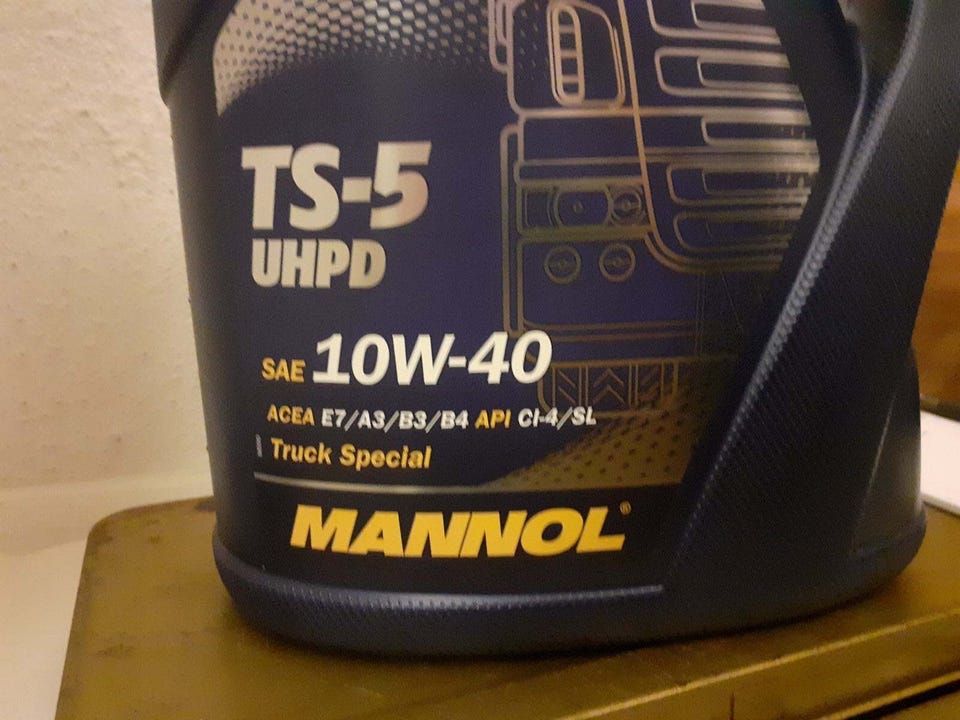 TS-5
UHPD
SAE 10W-40
ACEA E7/A3/B3/B4 API CI-4/SL
Truck Special
MANNOL®